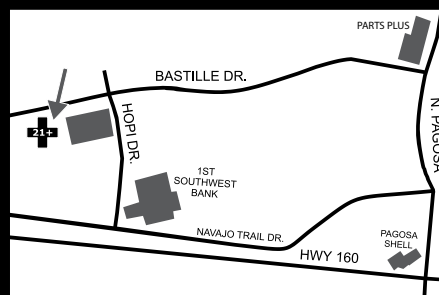 PARTS PLUS
BASTILLE DR.
N. PAGOSA
21+
HOPI DR.
1ST
SOUTHWEST
BANK
NAVAJO TRAIL DR.
PAGOSA
SHELL
HWY 160